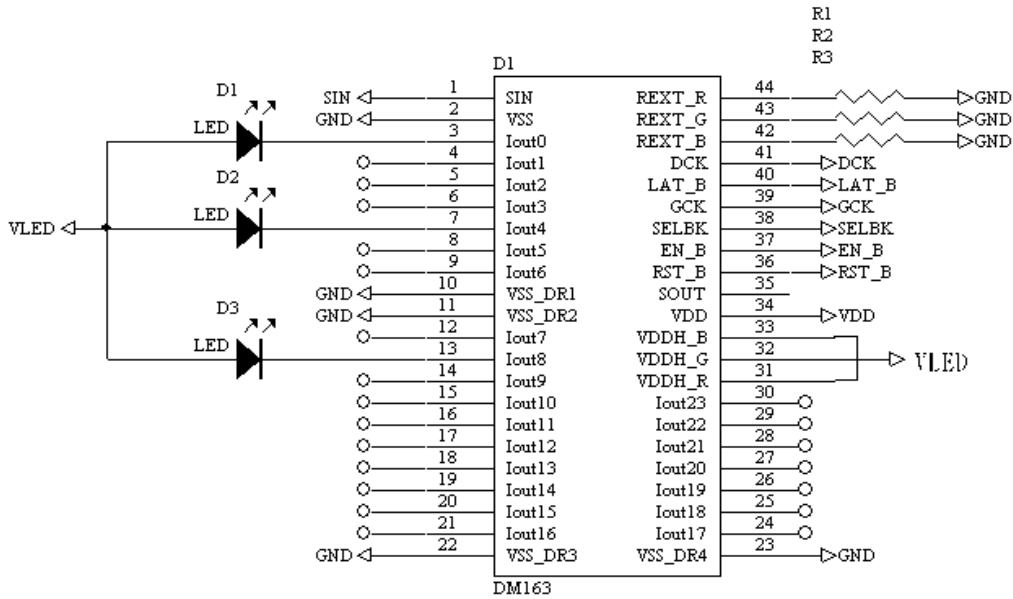 R1
R2
R3
D1
D1
LED
D2
LED
VLED
D3
LED
SIN 1 SIN REXT_R 44 GND
GND 2 VSS REXT_G 43 GND
3 Iout0 REXT_B 42 GND
4 Iout1 DCK 41 DCK
5 Iout2 LAT_B 40 LAT_B
6 Iout3 GCK 39 GCK
7 Iout4 SELBK 38 SELBK
8 Iout5 EN_B 37 EN_B
9 Iout6 RST_B 36 RST_B
GND 10 VSS_DR1 SOUT 35
GND 11 VSS_DR2 VDD 34 VDD
12 Iout7 VDDH_B 33
13 Iout8 VDDH_G 32 VLED
14 Iout9 VDDH_R 31
15 Iout10 Iout23 30
16 Iout11 Iout22 29
17 Iout12 Iout21 28
18 Iout13 Iout20 27
19 Iout14 Iout19 26
20 Iout15 Iout18 25
21 Iout16 Iout17 24
GND 22 VSS_DR3 VSS_DR4 23 GND
DM163